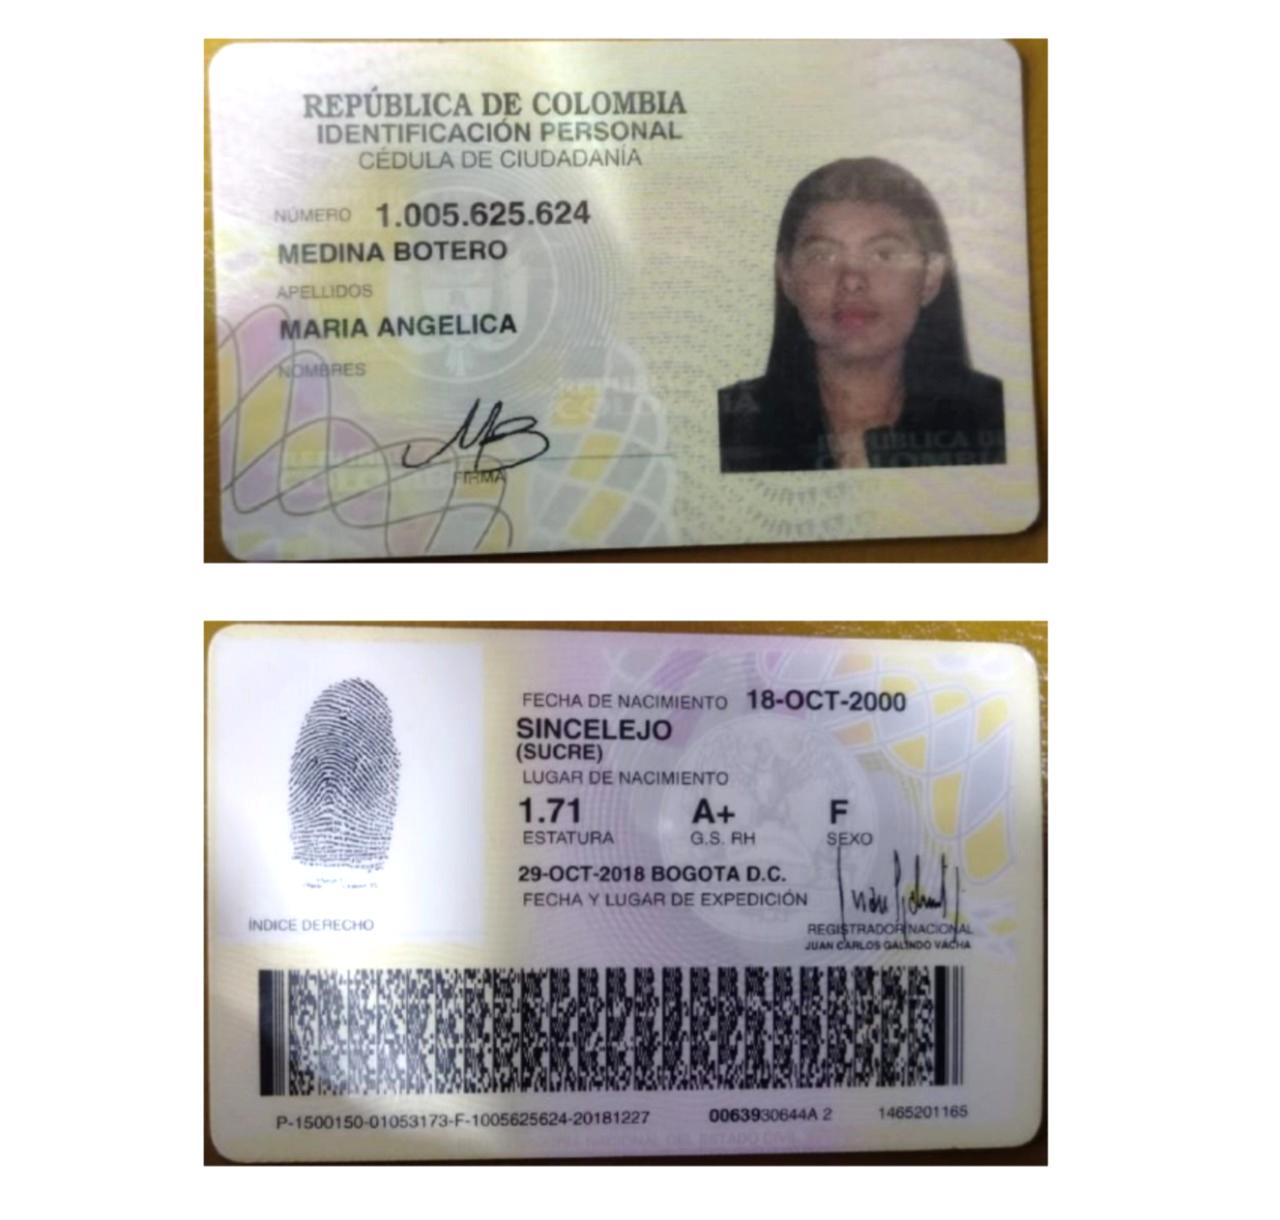 REPÚBLICA DE COLOMBIA
IDENTIFICACIÓN PERSONAL
CÉDULA DE CIUDADANÍA
NÚMERO 1.005.625.624
MEDINA BOTERO
APELLIDOS
MARIA ANGELICA
NOMBRES
FIRMA
REPÚBLICA DE
COLOMBIA
FECHA DE NACIMIENTO 18-OCT-2000
SINCELEJO
(SUCRE)
LUGAR DE NACIMIENTO
1.71 A+ F
ESTATURA G.S. RH SEXO
29-OCT-2018 BOGOTA D.C.
FECHA Y LUGAR DE EXPEDICIÓN
ÍNDICE DERECHO
REGISTRADOR NACIONAL
JUAN CARLOS GALINDO VACHA
P-1500150-01053173-F-1005625624-20181227 0063930644A 2 1465201165